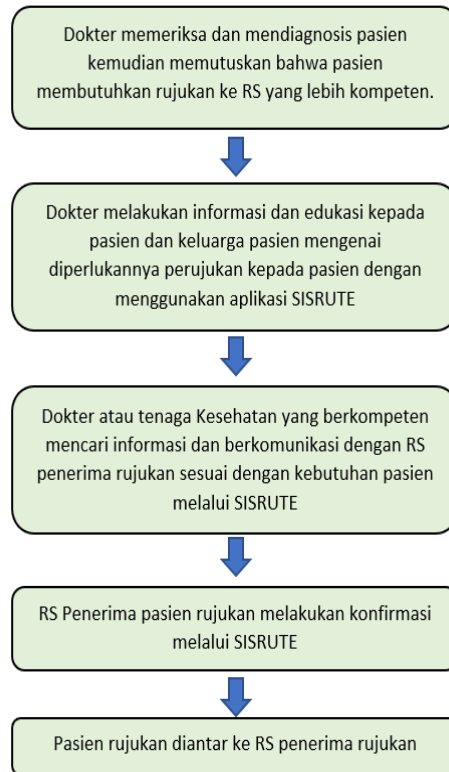 Dokter memeriksa dan mendiagnosis pasien
kemudian memutuskan bahwa pasien
membutuhkan rujukan ke RS yang lebih kompeten.
Dokter melakukan informasi dan edukasi kepada
pasien dan keluarga pasien mengenai
diperlukannya perujukan kepada pasien dengan
menggunakan aplikasi SISRUTE
Dokter atau tenaga Kesehatan yang berkompeten
mencari informasi dan berkomunikasi dengan RS
penerima rujukan sesuai dengan kebutuhan pasien
melalui SISRUTE
RS Penerima pasien rujukan melakukan konfirmasi
melalui SISRUTE
Pasien rujukan diantar ke RS penerima rujukan